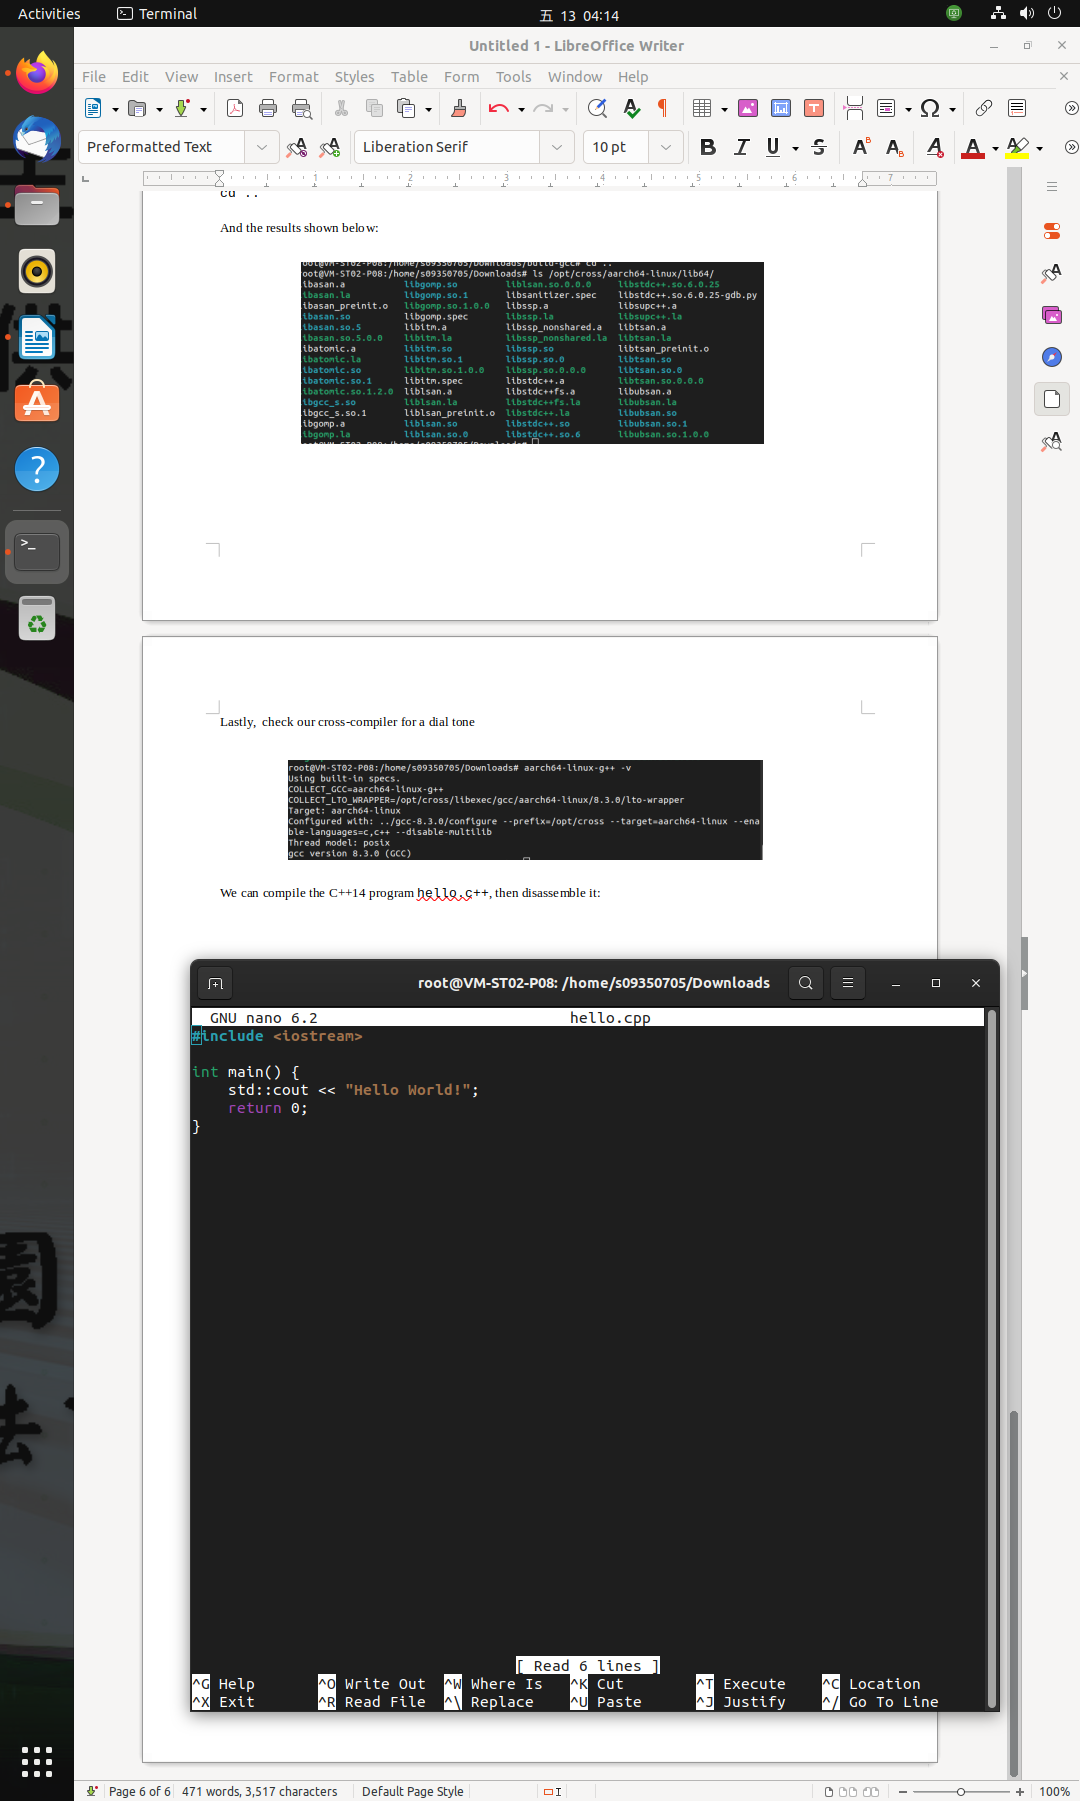 Activities Terminal 五 13 04:14
Untitled 1 - LibreOffice Writer
File Edit View Insert Format Styles Table Form Tools Window Help
Preformatted Text Liberation Serif 10 pt
1 2 3 4 5 6 7
cd ..
And the results shown below:
root@VM-ST02-P08:/home/s09350705/Downloads/build-gcc# cd ..
oot@VM-ST02-P08:/home/s09350705/Downloads# ls /opt/cross/aarch64-linux/lib64/
ibasan.a libgomp.so liblsan.so.0.0.0 libstdc++.so.6.0.25
ibasan.la libgomp.so.1 libsanitizer.spec libstdc++.so.6.0.25-gdb.py
ibasan_preinit.o libgomp.so.1.0.0 libssp.a libsupc++.a
ibasan.so libgomp.spec libssp.la libsupc++.la
ibasan.so.5 libitm.a libssp_nonshared.a libtsan.a
ibasan.so.5.0.0 libitm.la libssp_nonshared.la libtsan.la
ibatomic.a libitm.so libssp.so libtsan_preinit.o
ibatomic.la libitm.so.1 libssp.so.0 libtsan.so
ibatomic.so libitm.so.1.0.0 libssp.so.0.0.0 libtsan.so.0
ibatomic.so.1 libitm.spec libstdc++.a libtsan.so.0.0.0
ibatomic.so.1.2.0 liblsan.a libstdc++fs.a libubsan.a
ibgcc_s.so liblsan.la libstdc++fs.la libubsan.la
ibgcc_s.so.1 liblsan_preinit.o libstdc++.la libubsan.so
ibgomp.a liblsan.so libstdc++.so libubsan.so.1
ibgomp.la liblsan.so.0 libstdc++.so.6 libubsan.so.1.0.0
Lastly, check our cross-compiler for a dial tone
root@VM-ST02-P08:/home/s09350705/Downloads# aarch64-linux-g++ -v
Using built-in specs.
COLLECT_GCC=aarch64-linux-g++
COLLECT_LTO_WRAPPER=/opt/cross/libexec/gcc/aarch64-linux/8.3.0/lto-wrapper
Target: aarch64-linux
Configured with: ../gcc-8.3.0/configure --prefix=/opt/cross --target=aarch64-linux --ena
ble-languages=c,c++ --disable-multilib
Thread model: posix
gcc version 8.3.0 (GCC)
We can compile the C++14 program hello.c++, then disassemble it:
root@VM-ST02-P08: /home/s09350705/Downloads
GNU nano 6.2 hello.cpp
#include <iostream>
int main() {
std::cout << "Hello World!";
return 0;
}
[ Read 6 lines ]
^G Help ^O Write Out ^W Where Is ^K Cut ^T Execute ^C Location
^X Exit ^R Read File ^\ Replace ^U Paste ^J Justify ^/ Go To Line
Page 6 of 6 471 words, 3,517 characters Default Page Style 100%